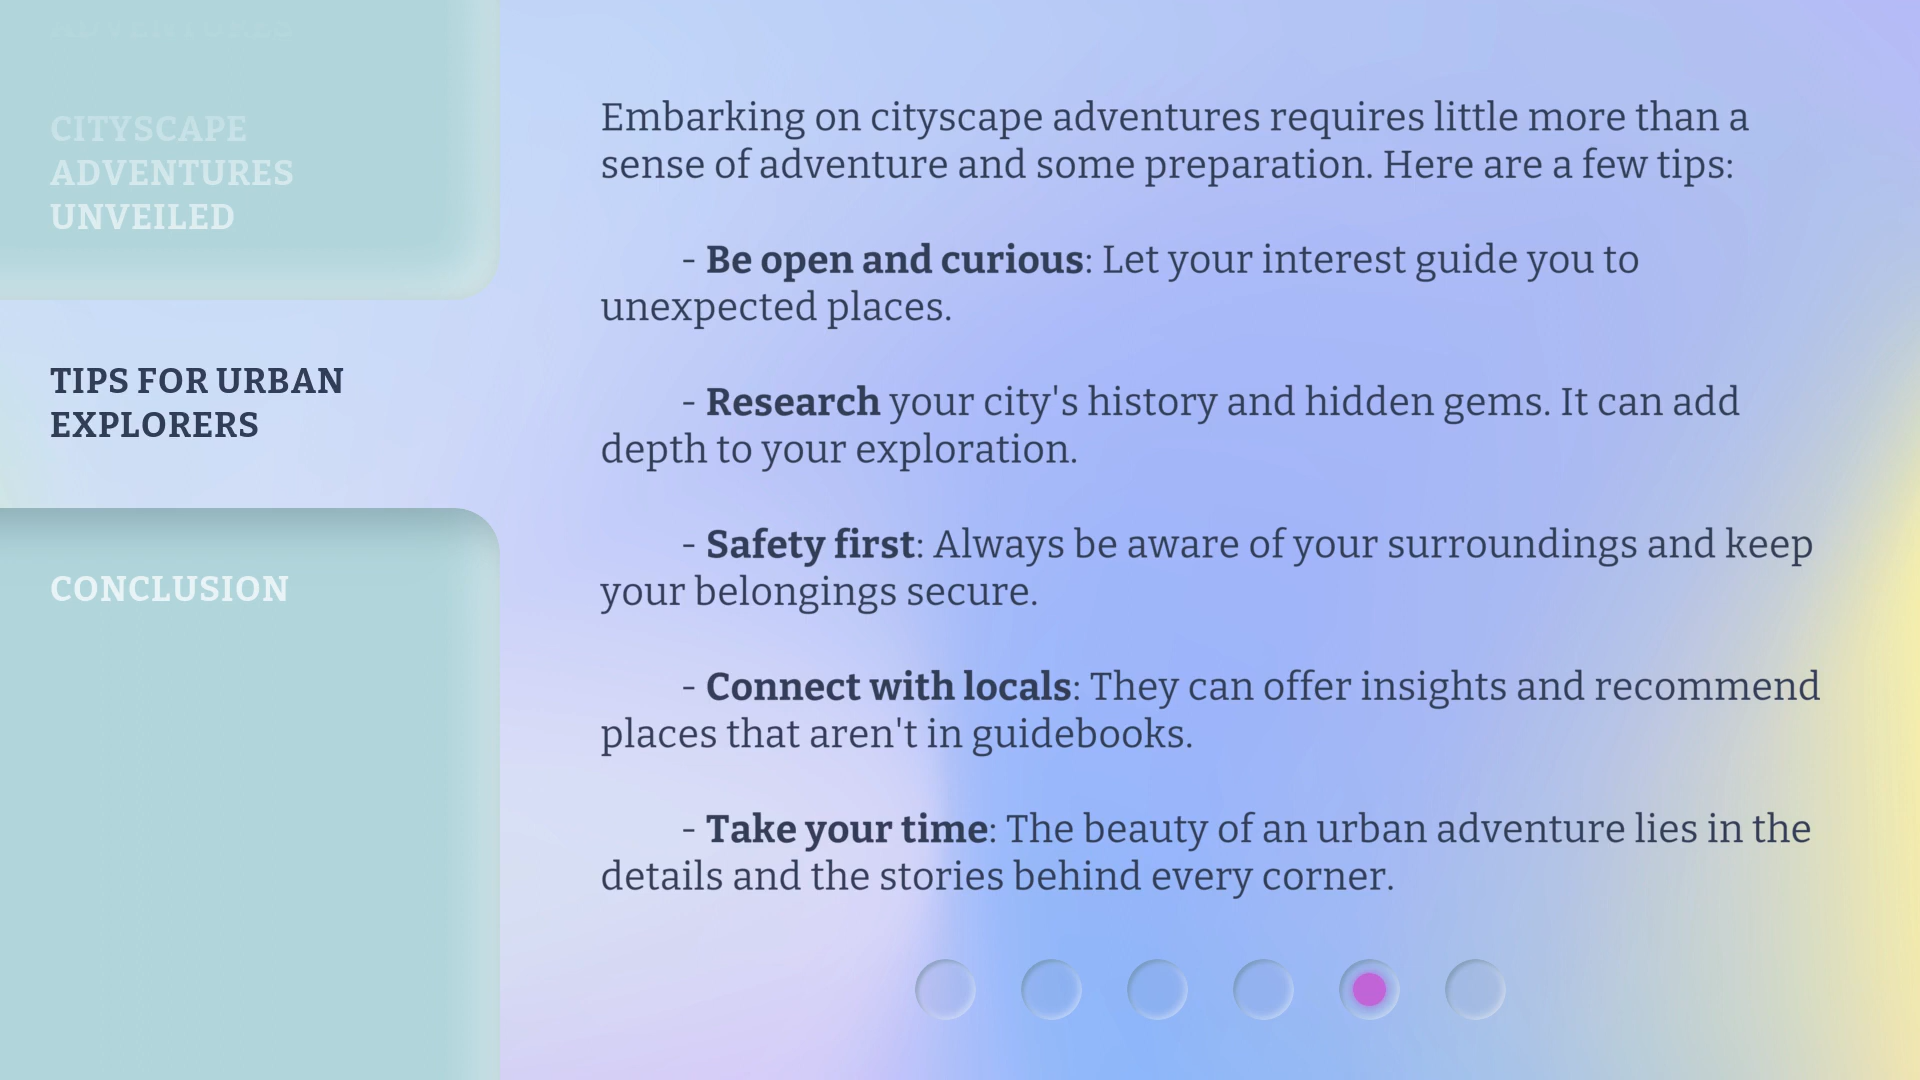 CITYSCAPE
ADVENTURES
UNVEILED
TIPS FOR URBAN
EXPLORERS
CONCLUSION
Embarking on cityscape adventures requires little more than a
sense of adventure and some preparation. Here are a few tips:
- Be open and curious: Let your interest guide you to
unexpected places.
- Research your city's history and hidden gems. It can add
depth to your exploration.
- Safety first: Always be aware of your surroundings and keep
your belongings secure.
- Connect with locals: They can offer insights and recommend
places that aren't in guidebooks.
- Take your time: The beauty of an urban adventure lies in the
details and the stories behind every corner.